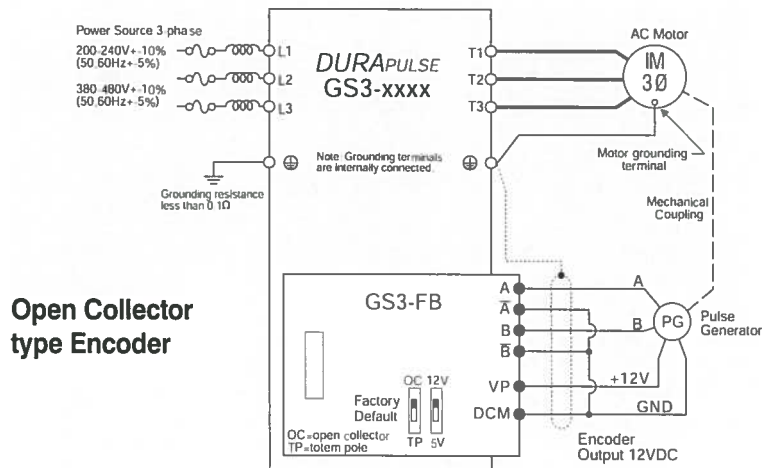 Power Source 3-phase
200-240V+-10%
(50,60Hz+-5%)
380-480V+-10%
(50,60Hz+-5%)
L1
L2
L3
DURAPULSE
GS3-xxxx
T1
T2
T3
AC Motor
IM
3Ø
Note: Grounding terminals
are internally connected.
Motor grounding
terminal
Grounding resistance
less than 0.1Ω
Mechanical
Coupling
Open Collector
type Encoder
GS3-FB
A
A̅
B
B̅
VP
DCM
A
B
+12V
GND
PG
Pulse
Generator
OC 12V
Factory
Default
TP 5V
OC=open collector
TP=totem pole
Encoder
Output 12VDC